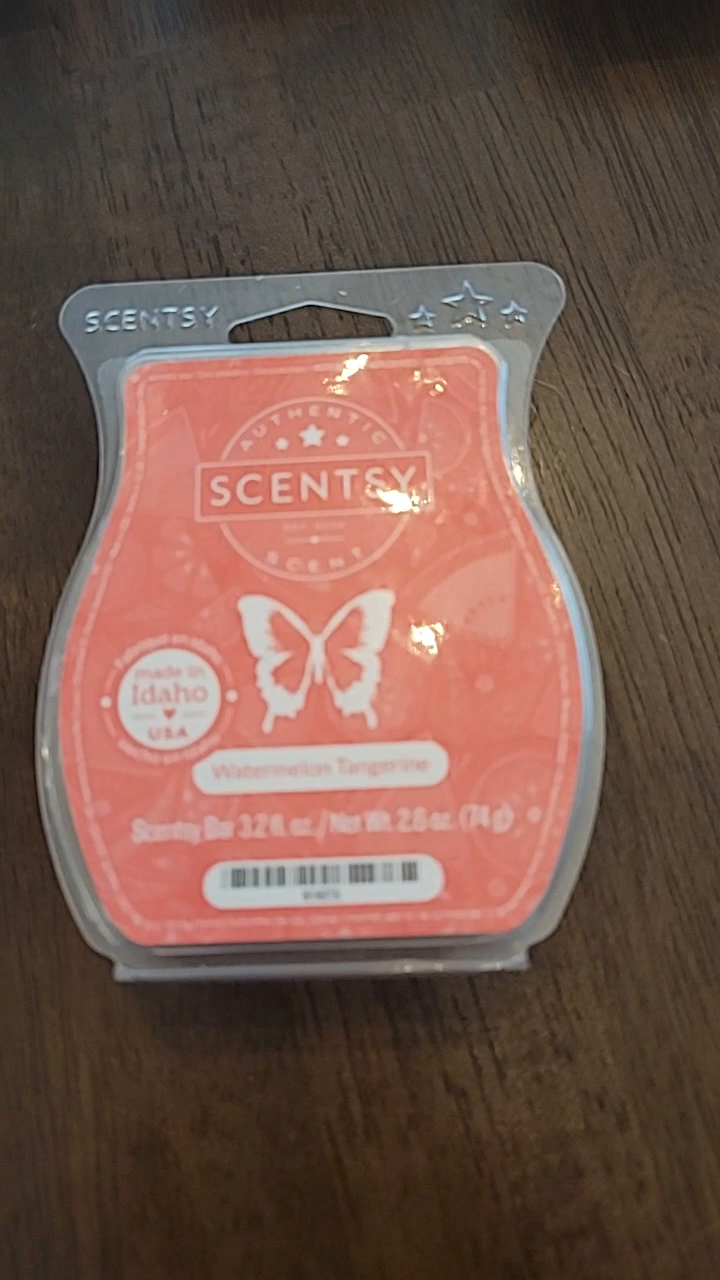 SCENTSY
AUTHENTIC
SCENTSY
SCENT
made in
Idaho
USA
Watermelon Tangerine
Scentsy Bar 3.2 fl. oz. / Net Wt. 2.6 oz. (74 g)